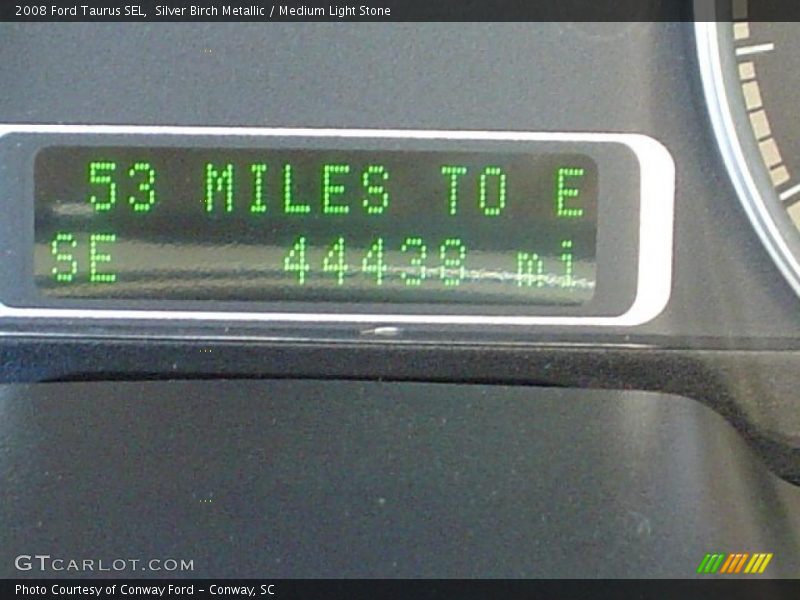 2008 Ford Taurus SEL,  Silver Birch Metallic / Medium Light Stone
53 MILES TO E
SE 44438 mi
GTCARLOT.COM
Photo Courtesy of Conway Ford - Conway, SC